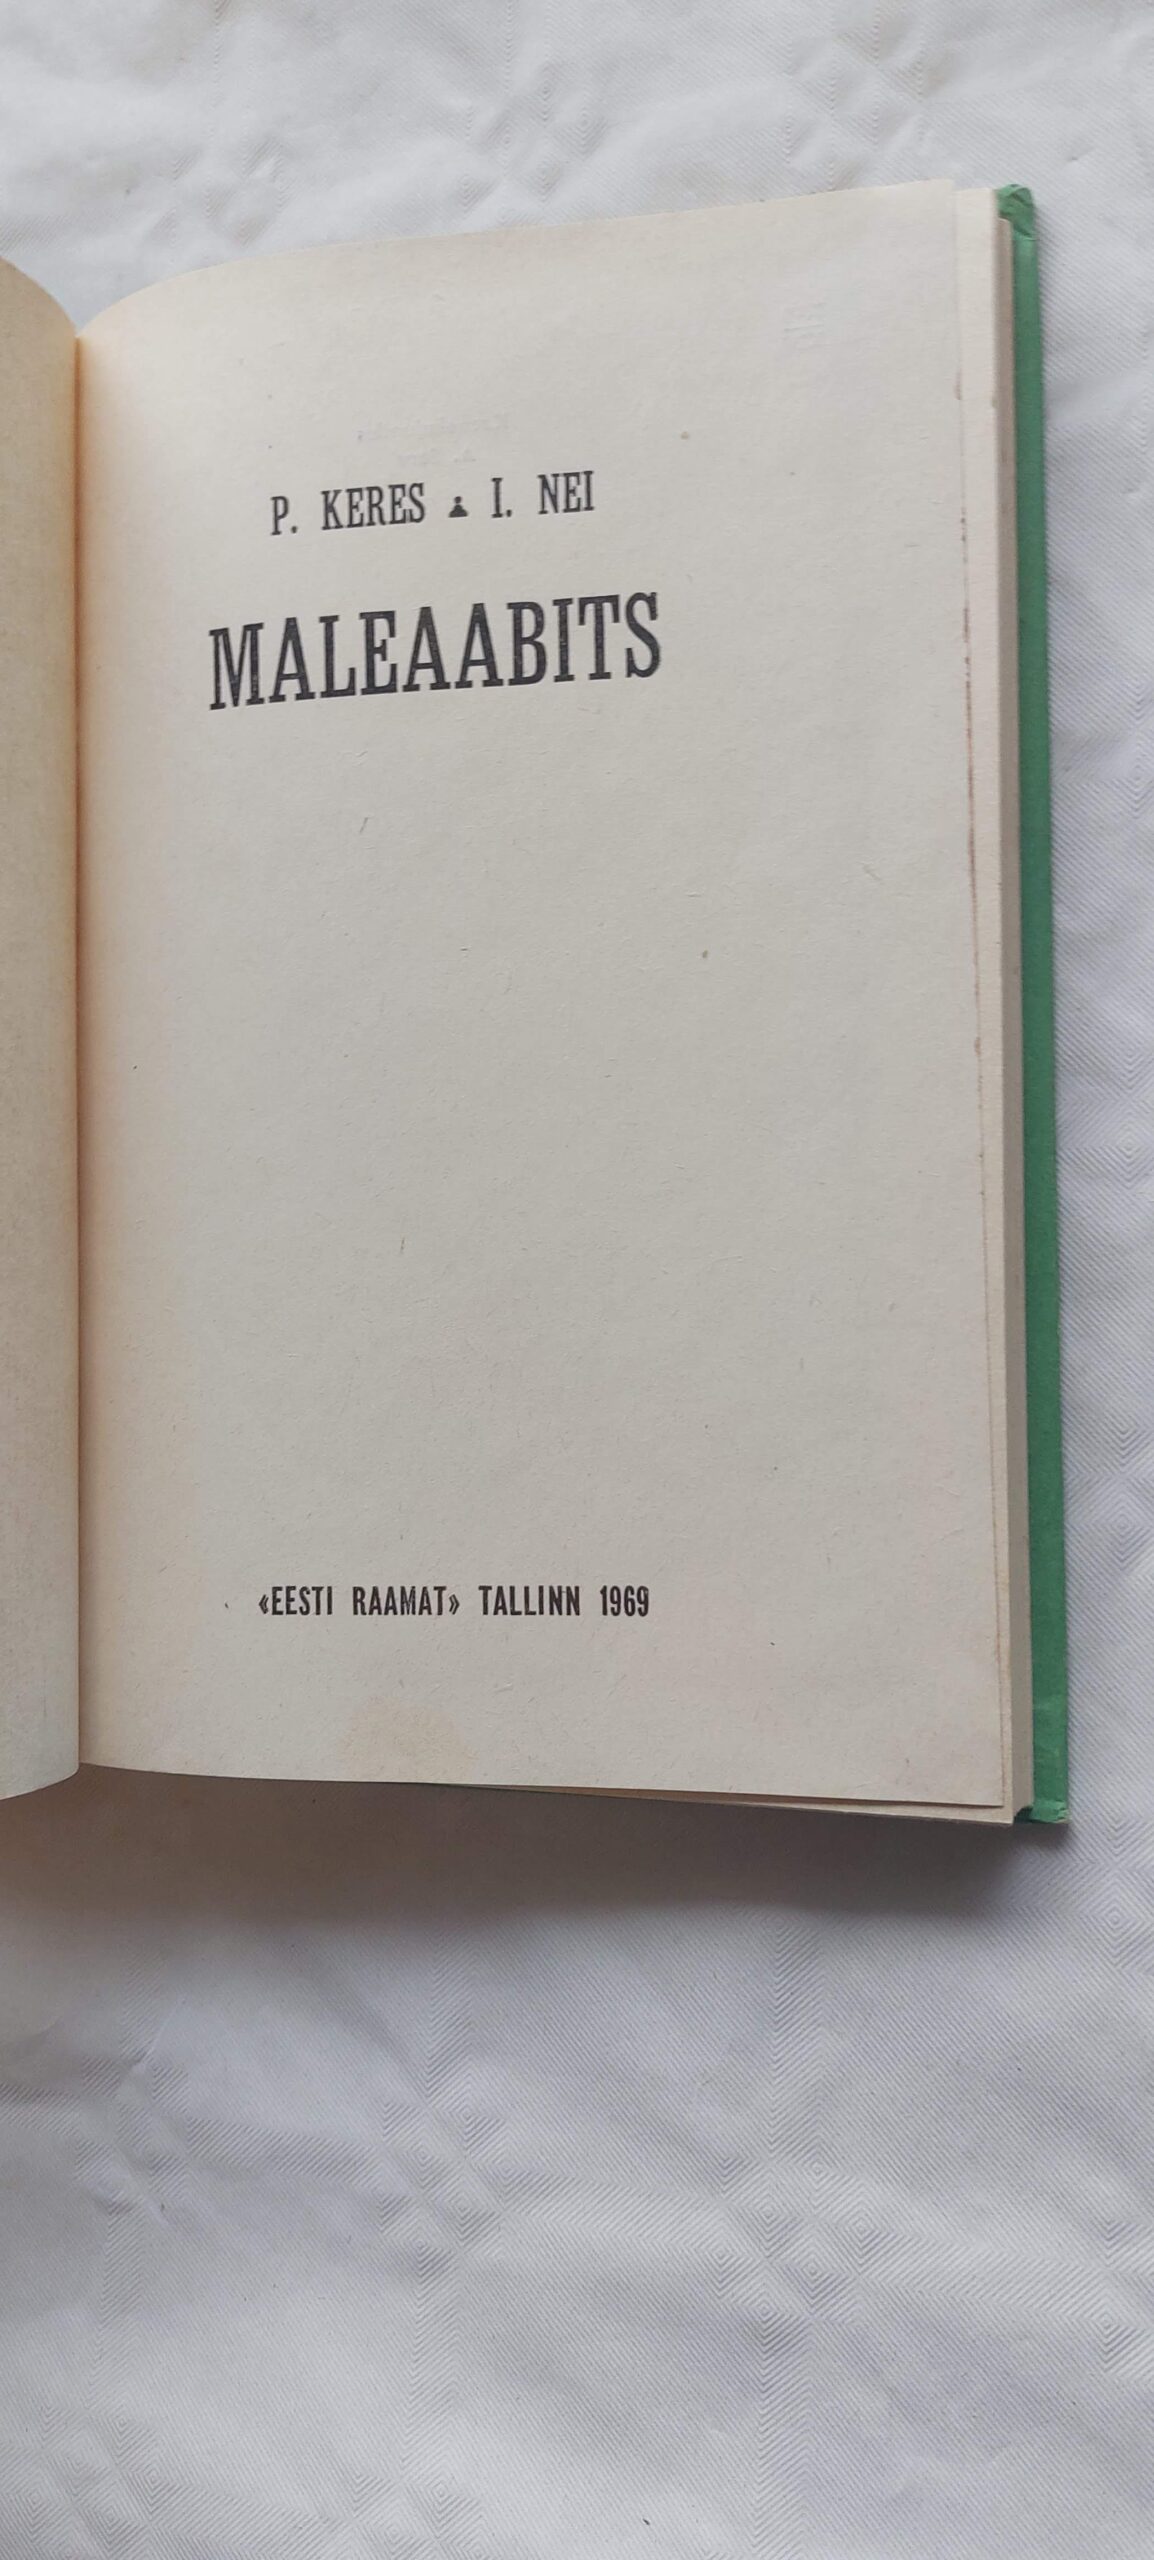 P. KERES ♟ I. NEI
MALEAABITS
«EESTI RAAMAT» TALLINN 1969